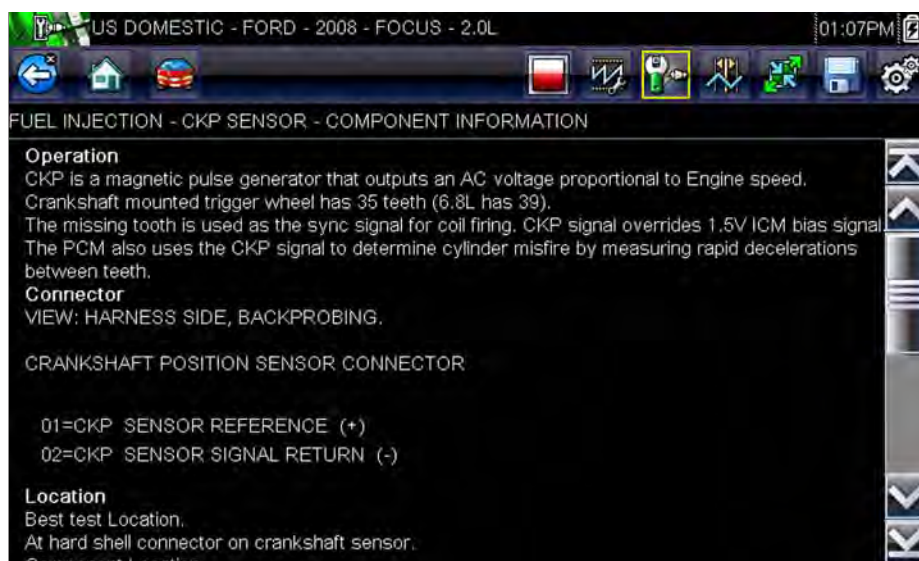 US DOMESTIC - FORD - 2008 - FOCUS - 2.0L 01:07PM
FUEL INJECTION - CKP SENSOR - COMPONENT INFORMATION
Operation
CKP is a magnetic pulse generator that outputs an AC voltage proportional to Engine speed.
Crankshaft mounted trigger wheel has 35 teeth (6.8L has 39).
The missing tooth is used as the sync signal for coil firing. CKP signal overrides 1.5V ICM bias signal.
The PCM also uses the CKP signal to determine cylinder misfire by measuring rapid decelerations
between teeth.
Connector
VIEW: HARNESS SIDE, BACKPROBING.
CRANKSHAFT POSITION SENSOR CONNECTOR
01=CKP SENSOR REFERENCE (+)
02=CKP SENSOR SIGNAL RETURN (-)
Location
Best test Location.
At hard shell connector on crankshaft sensor.